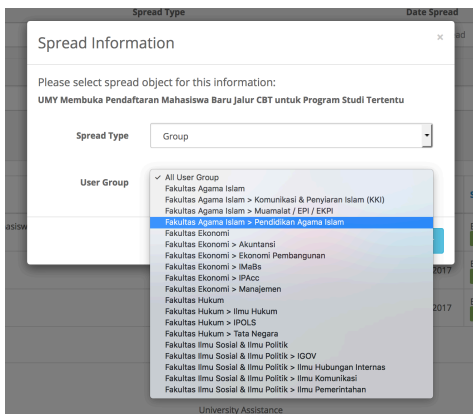 Spread Type
Date Spread
Spread Information
×
ad
Please select spread object for this information:
UMY Membuka Pendaftaran Mahasiswa Baru Jalur CBT untuk Program Studi Tertentu
Spread Type
Group
User Group
✓ All User Group
Fakultas Agama Islam
Fakultas Agama Islam > Komunikasi & Penyiaran Islam (KKI)
Fakultas Agama Islam > Muamalat / EPI / EKPI
Fakultas Agama Islam > Pendidikan Agama Islam
Fakultas Ekonomi
Fakultas Ekonomi > Akuntansi
Fakultas Ekonomi > Ekonomi Pembangunan
Fakultas Ekonomi > IMaBs
Fakultas Ekonomi > IPAcc
Fakultas Ekonomi > Manajemen
Fakultas Hukum
Fakultas Hukum > Ilmu Hukum
Fakultas Hukum > IPOLS
Fakultas Hukum > Tata Negara
Fakultas Ilmu Sosial & Ilmu Politik
Fakultas Ilmu Sosial & Ilmu Politik > IGOV
Fakultas Ilmu Sosial & Ilmu Politik > Ilmu Hubungan Internas
Fakultas Ilmu Sosial & Ilmu Politik > Ilmu Komunikasi
Fakultas Ilmu Sosial & Ilmu Politik > Ilmu Pemerintahan
asisw
2017
2017
University Assistance